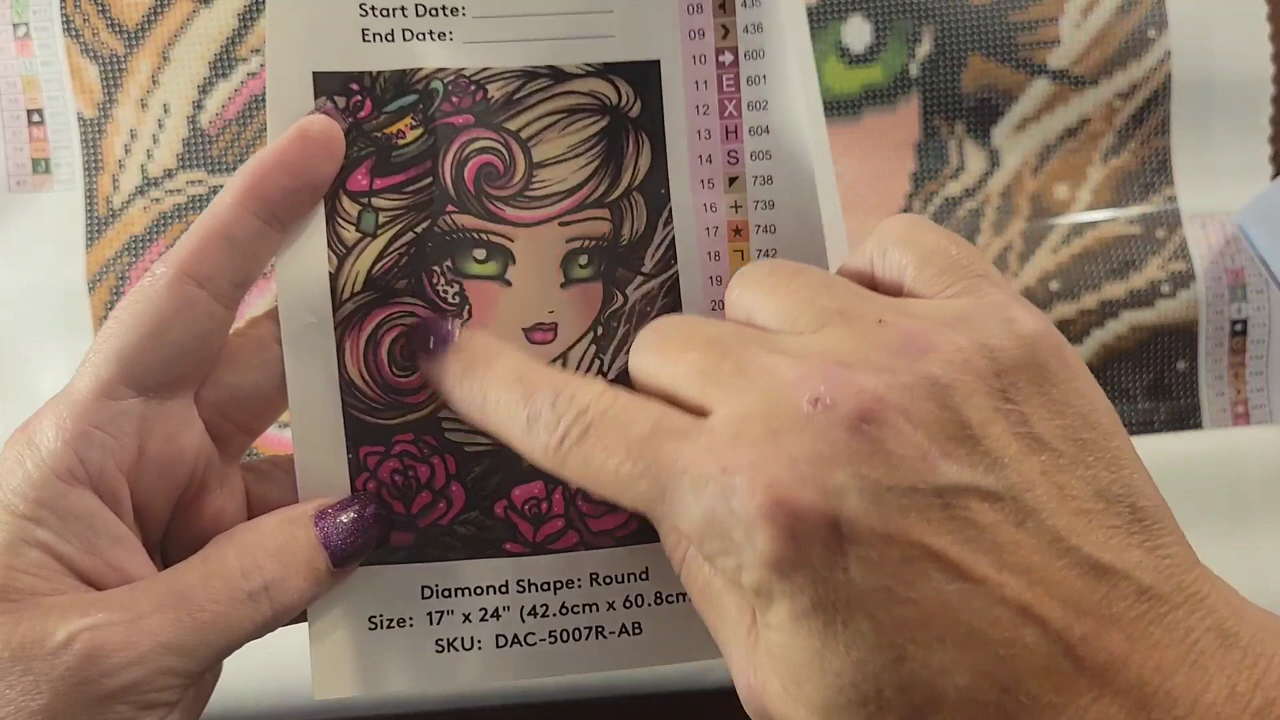 Start Date:
End Date:
08 435
09 436
10 600
11 E 601
12 X 602
13 H 604
14 S 605
15 738
16 + 739
17 ★ 740
18 742
19
20
Diamond Shape: Round
Size: 17" x 24" (42.6cm x 60.8cm
SKU: DAC-5007R-AB